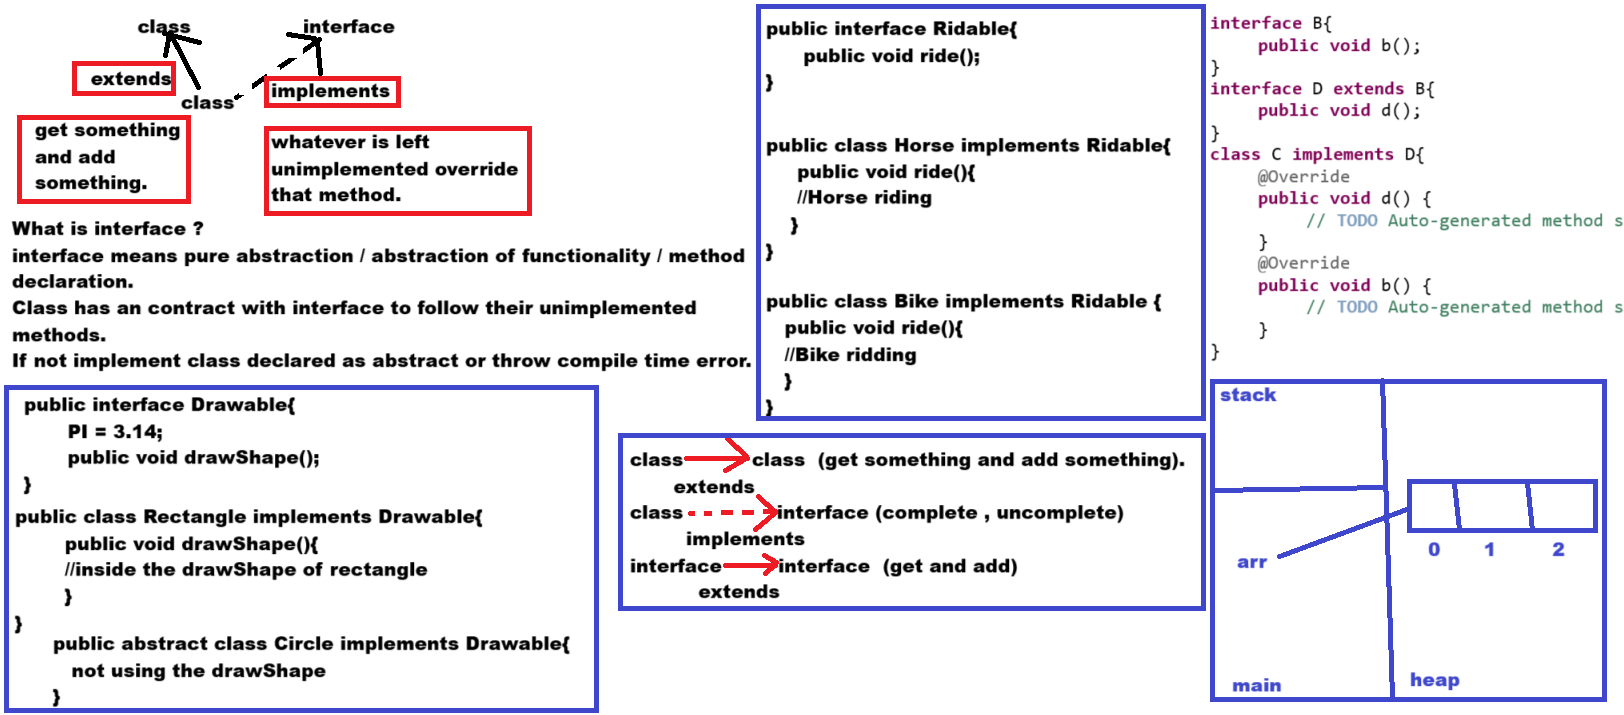 class
interface
extends
implements
class
get something
and add
something.
whatever is left
unimplemented override
that method.
What is interface ?
interface means pure abstraction / abstraction of functionality / method
declaration.
Class has an contract with interface to follow their unimplemented
methods.
If not implement class declared as abstract or throw compile time error.
public interface Drawable{
PI = 3.14;
public void drawShape();
}
public class Rectangle implements Drawable{
public void drawShape(){
//inside the drawShape of rectangle
}
}
public abstract class Circle implements Drawable{
not using the drawShape
}
public interface Ridable{
public void ride();
}
public class Horse implements Ridable{
public void ride(){
//Horse riding
}
}
public class Bike implements Ridable {
public void ride(){
//Bike ridding
}
}
class class (get something and add something).
extends
class interface (complete , uncomplete)
implements
interface interface (get and add)
extends
interface B{
public void b();
}
interface D extends B{
public void d();
}
class C implements D{
@Override
public void d() {
// TODO Auto-generated method s
}
@Override
public void b() {
// TODO Auto-generated method s
}
}
stack
0 1 2
arr
main
heap